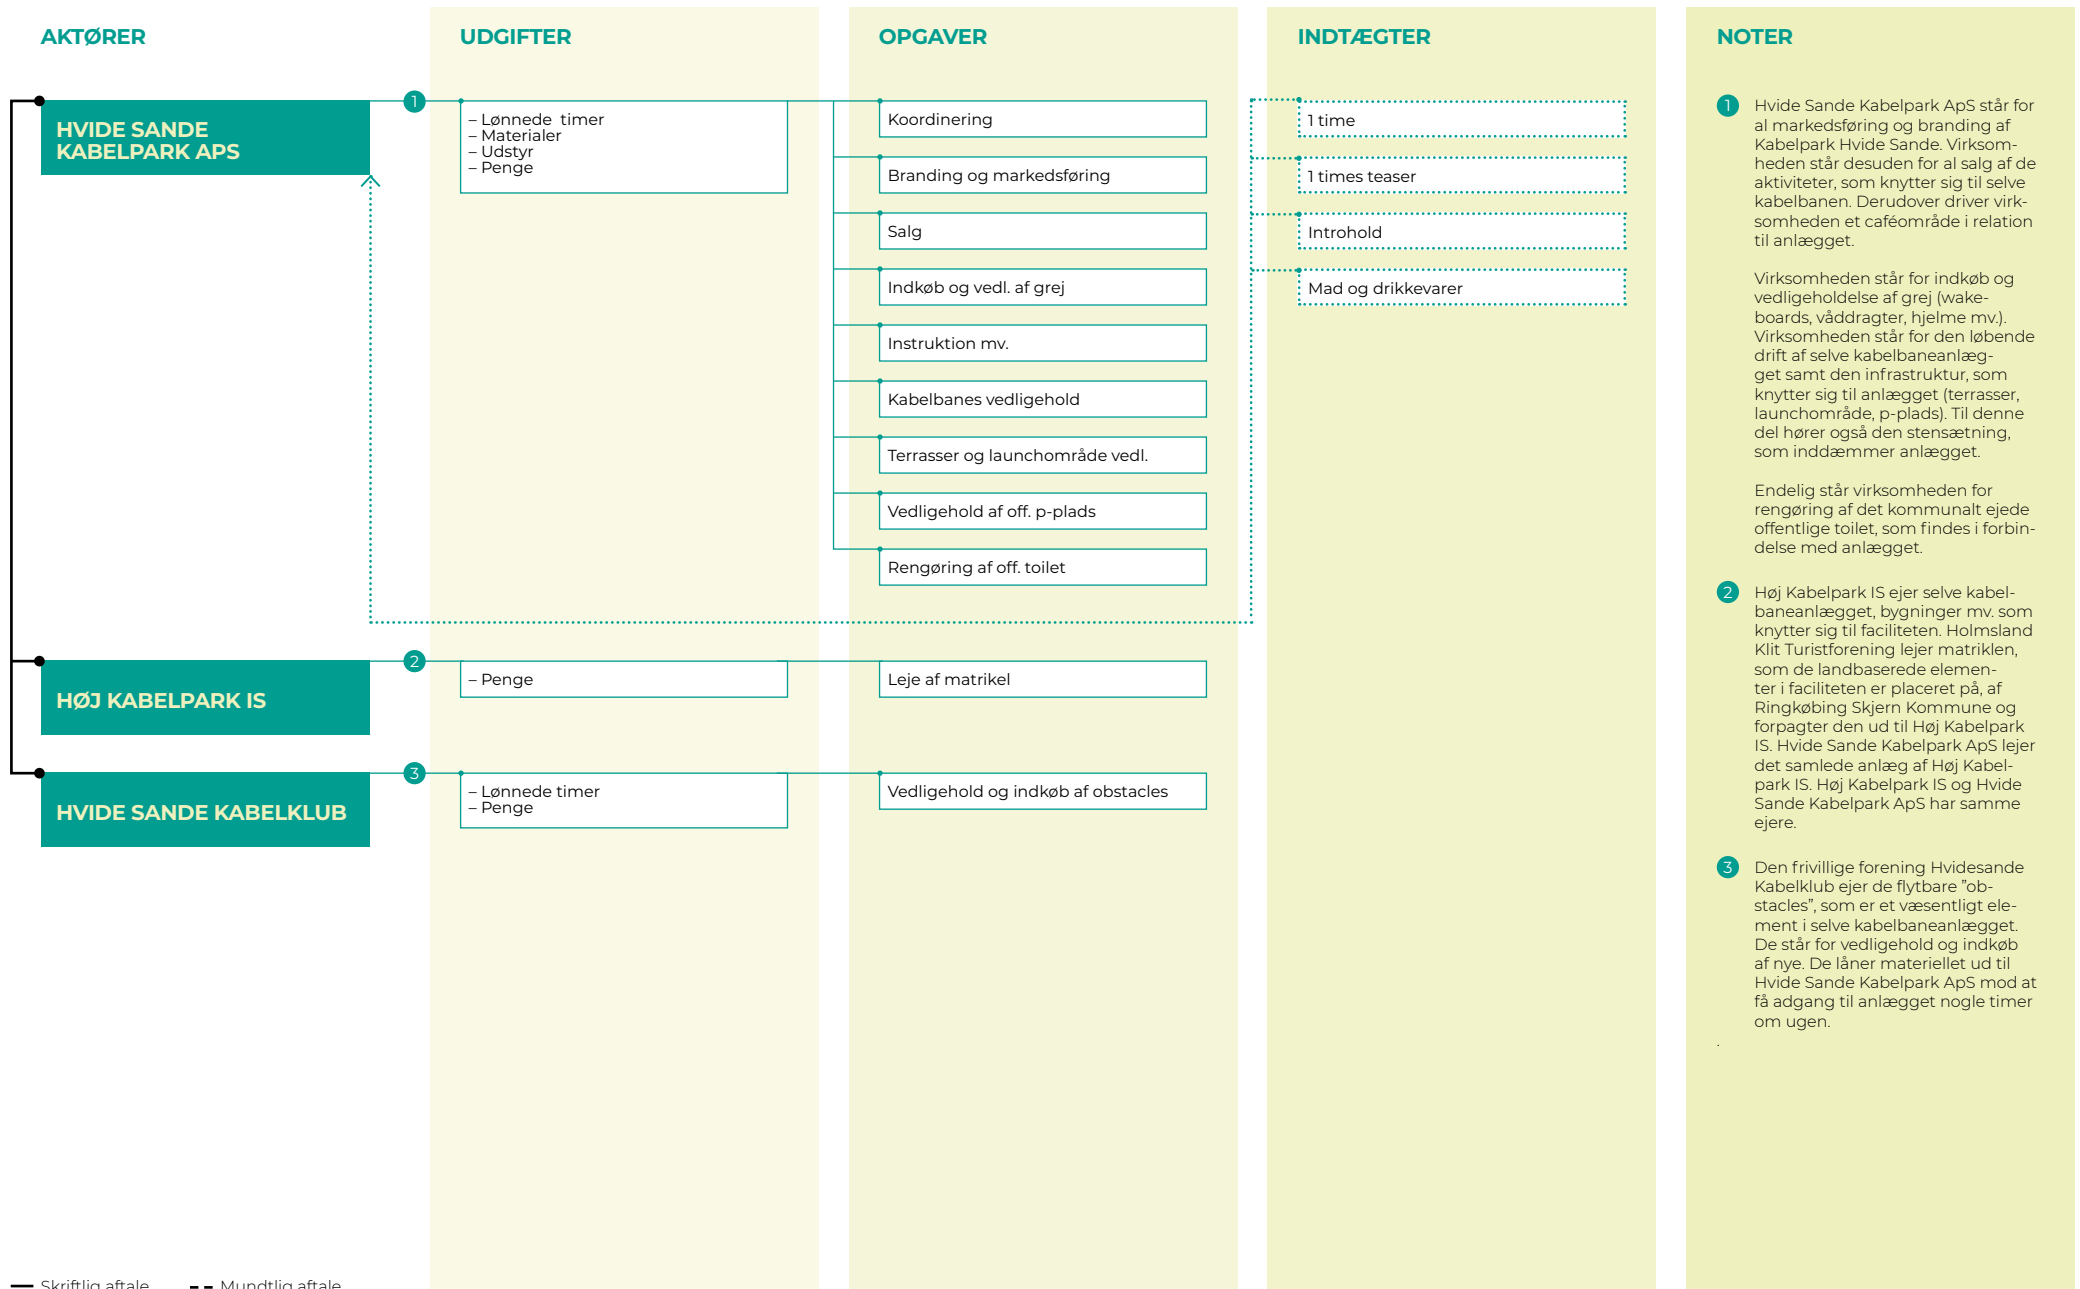 AKTØRER
HVIDE SANDE
KABELPARK APS
HØJ KABELPARK IS
HVIDE SANDE KABELKLUB
UDGIFTER
1
– Lønnede timer
– Materialer
– Udstyr
– Penge
2
– Penge
3
– Lønnede timer
– Penge
OPGAVER
Koordinering
Branding og markedsføring
Salg
Indkøb og vedl. af grej
Instruktion mv.
Kabelbanes vedligehold
Terrasser og launchområde vedl.
Vedligehold af off. p-plads
Rengøring af off. toilet
Leje af matrikel
Vedligehold og indkøb af obstacles
INDTÆGTER
1 time
1 times teaser
Introhold
Mad og drikkevarer
NOTER
1 Hvide Sande Kabelpark ApS står for
al markedsføring og branding af
Kabelpark Hvide Sande. Virksom-
heden står desuden for al salg af de
aktiviteter, som knytter sig til selve
kabelbanen. Derudover driver virk-
somheden et caféområde i relation
til anlægget.
Virksomheden står for indkøb og
vedligeholdelse af grej (wake-
boards, våddragter, hjelme mv.).
Virksomheden står for den løbende
drift af selve kabelbaneanlæg-
get samt den infrastruktur, som
knytter sig til anlægget (terrasser,
launchområde, p-plads). Til denne
del hører også den stensætning,
som inddæmmer anlægget.
Endelig står virksomheden for
rengøring af det kommunalt ejede
offentlige toilet, som findes i forbin-
delse med anlægget.
2 Høj Kabelpark IS ejer selve kabel-
baneanlægget, bygninger mv. som
knytter sig til faciliteten. Holmsland
Klit Turistforening lejer matriklen,
som de landbaserede elemen-
ter i faciliteten er placeret på, af
Ringkøbing Skjern Kommune og
forpagter den ud til Høj Kabelpark
IS. Hvide Sande Kabelpark ApS lejer
det samlede anlæg af Høj Kabel-
park IS. Høj Kabelpark IS og Hvide
Sande Kabelpark ApS har samme
ejere.
3 Den frivillige forening Hvidesande
Kabelklub ejer de flytbare ”ob-
stacles”, som er et væsentligt ele-
ment i selve kabelbaneanlægget.
De står for vedligehold og indkøb
af nye. De låner materiellet ud til
Hvide Sande Kabelpark ApS mod at
få adgang til anlægget nogle timer
om ugen.
.
Skriftlig aftale
Mundtlig aftale